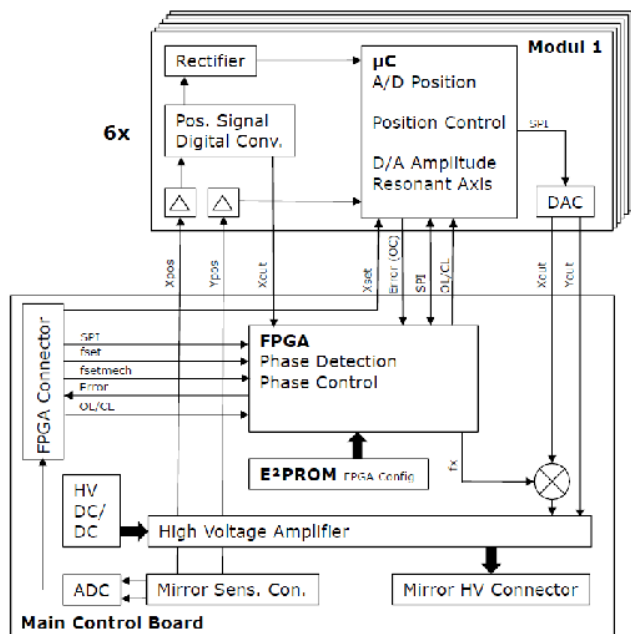 Modul 1
Rectifier
µC
A/D Position
Position Control
D/A Amplitude
Resonant Axis
6x
Pos. Signal
Digital Conv.
SPI
DAC
Xpos
Ypos
Xout
Xset
Error (OC)
SPI
OL/CL
Xout
Yout
FPGA Connector
SPI
fset
fsetmech
Error
OL/CL
FPGA
Phase Detection
Phase Control
fx
E²PROM FPGA Config
HV
DC/
DC
High Voltage Amplifier
ADC
Mirror Sens. Con.
Mirror HV Connector
Main Control Board